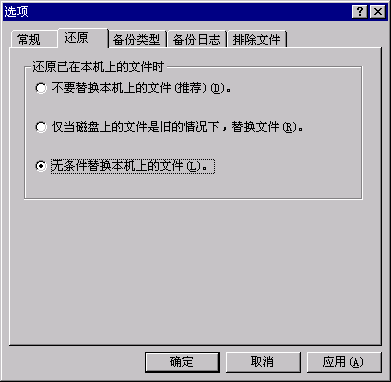 选项
常规 还原 备份类型 备份日志 排除文件
还原已在本机上的文件时
不要替换本机上的文件(推荐)(D)。
仅当磁盘上的文件是旧的情况下，替换文件(R)。
无条件替换本机上的文件(L)。
确定 取消 应用(A)